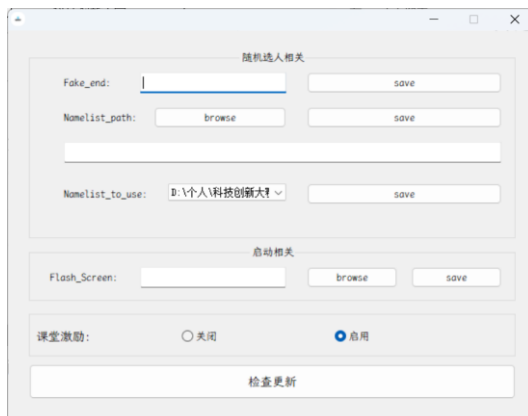 随机选人相关
Fake_end: save
Namelist_path: browse save
Namelist_to_use: D:\个人\科技创新大 save
启动相关
Flash_Screen: browse save
课堂激励: 关闭 启用
检查更新